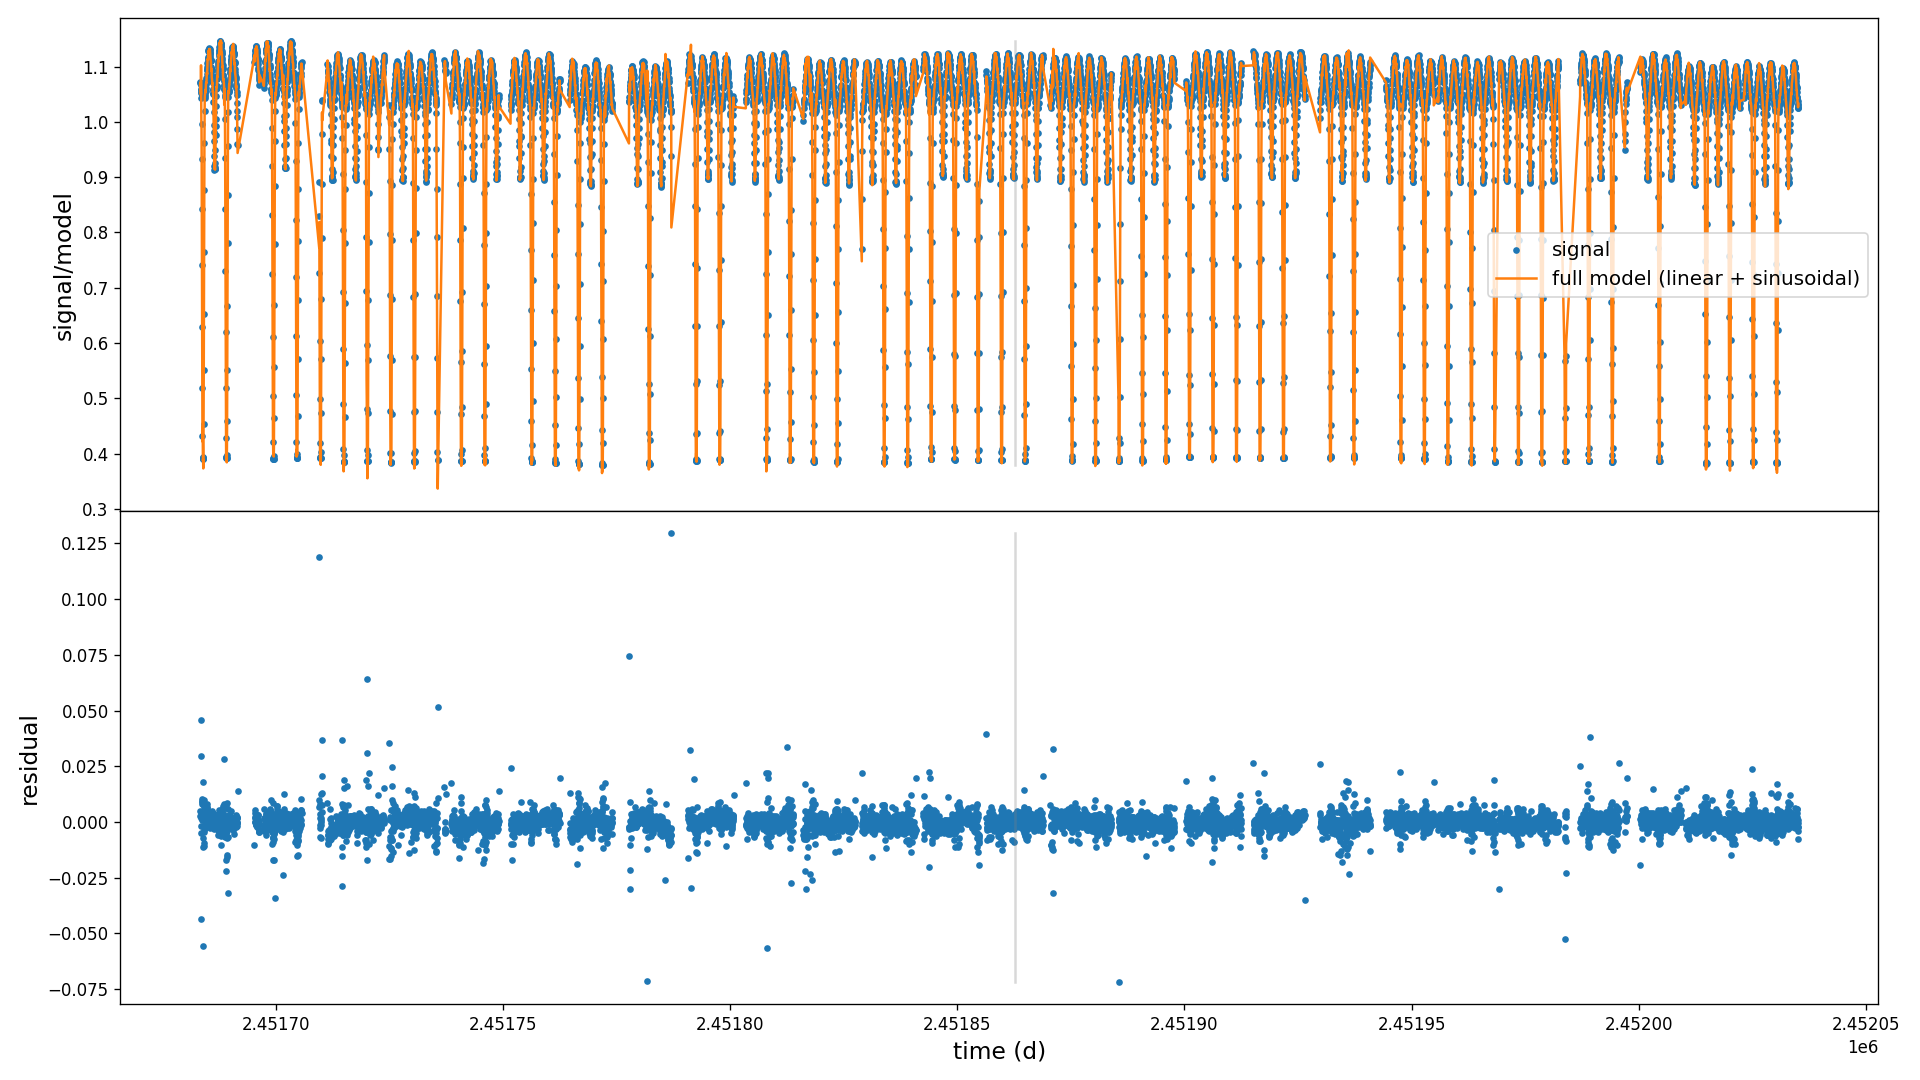 1.1
1.0
0.9
0.8
0.7
0.6
0.5
0.4
0.3
signal/model
signal
full model (linear + sinusoidal)
0.125
0.100
0.075
0.050
0.025
0.000
−0.025
−0.050
−0.075
residual
2.45170 2.45175 2.45180 2.45185 2.45190 2.45195 2.45200 2.45205
1e6
time (d)